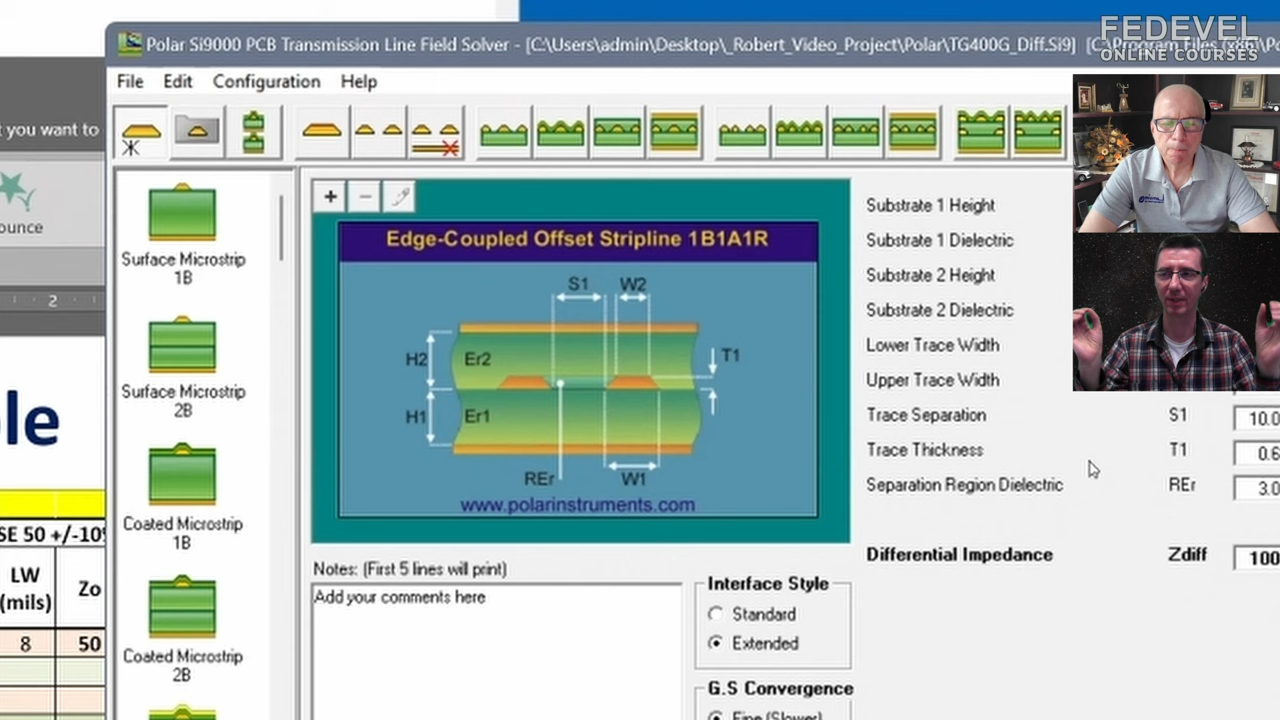 FEDEVEL
ONLINE COURSES
Polar Si9000 PCB Transmission Line Field Solver - [C:\Users\admin\Desktop\_Robert_Video_Project\Polar\TG400G_Diff.Si9]
File Edit Configuration Help
t you want to
ounce
2
ole
SE 50 +/-10%
LW
(mils)
Zo
8 50
Surface Microstrip
1B
Surface Microstrip
2B
Coated Microstrip
1B
Coated Microstrip
2B
Edge-Coupled Offset Stripline 1B1A1R
S1 W2
H2 Er2 T1
H1 Er1
REr W1
www.polarinstruments.com
Notes: (First 5 lines will print)
Add your comments here
Interface Style
Standard
Extended
G.S Convergence
Fine (Slower)
Substrate 1 Height
Substrate 1 Dielectric
Substrate 2 Height
Substrate 2 Dielectric
Lower Trace Width
Upper Trace Width
Trace Separation S1 10.0
Trace Thickness T1 0.6
Separation Region Dielectric REr 3.0
Differential Impedance Zdiff 100